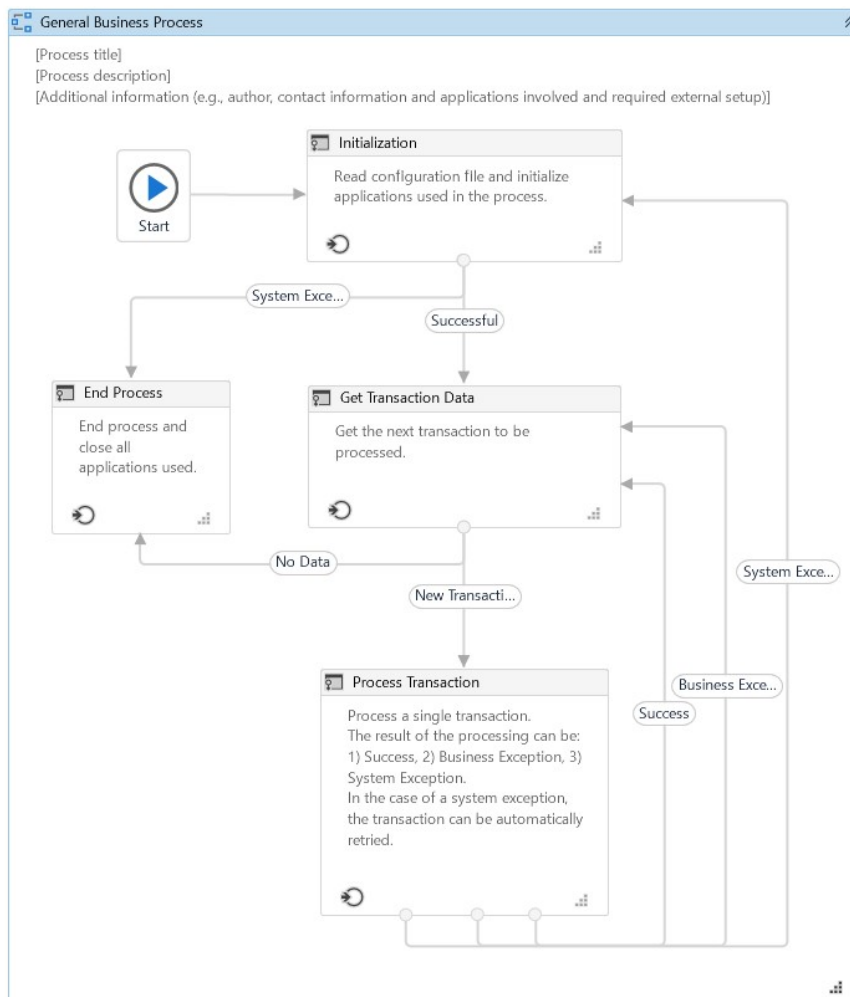 General Business Process
[Process title]
[Process description]
[Additional information (e.g., author, contact information and applications involved and required external setup)]
Start
Initialization
Read configuration file and initialize
applications used in the process.
System Exce...
Successful
End Process
End process and
close all
applications used.
Get Transaction Data
Get the next transaction to be
processed.
No Data
New Transacti...
System Exce...
Business Exce...
Success
Process Transaction
Process a single transaction.
The result of the processing can be:
1) Success, 2) Business Exception, 3)
System Exception.
In the case of a system exception,
the transaction can be automatically
retried.